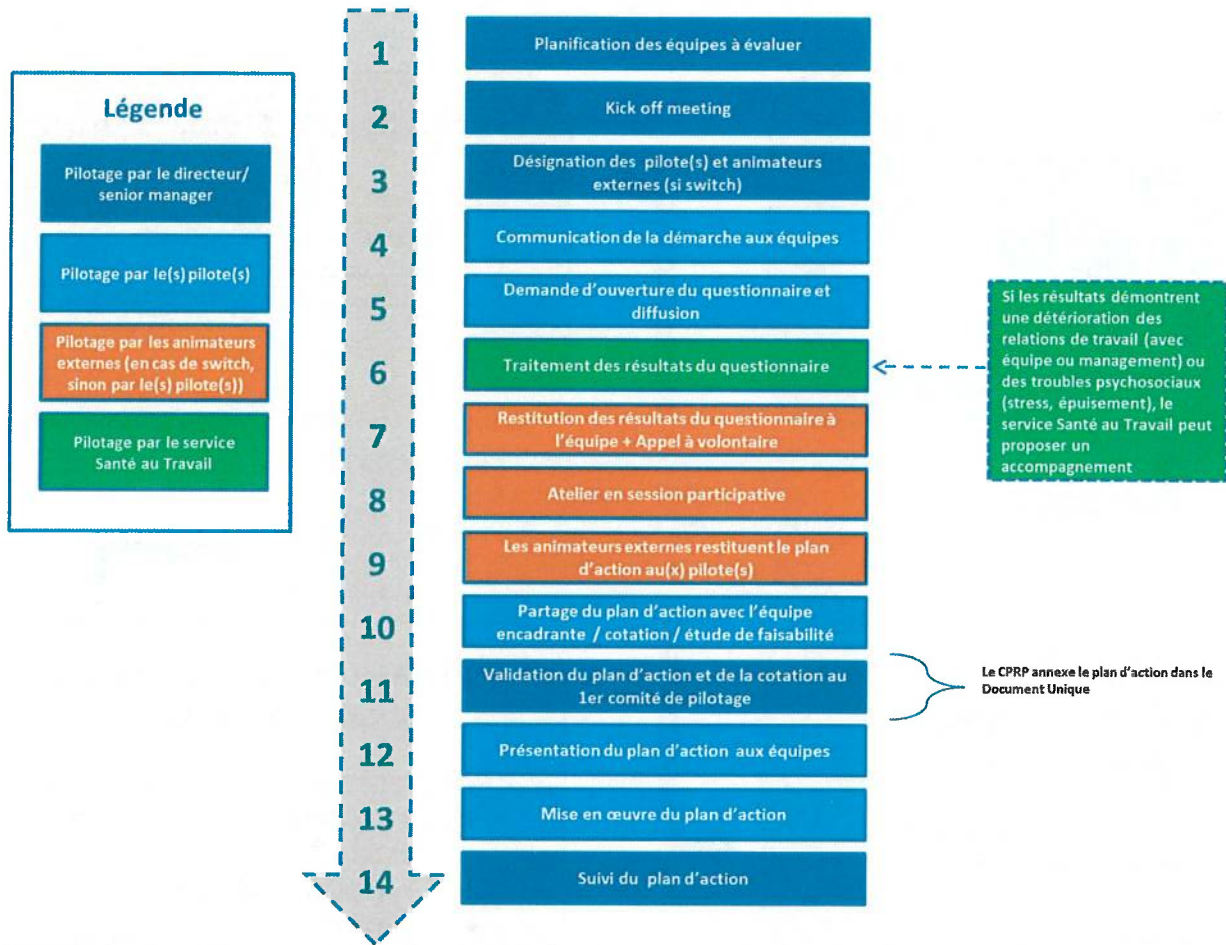 Légende
Pilotage par le directeur/
senior manager
Pilotage par le(s) pilote(s)
Pilotage par les animateurs
externes (en cas de switch,
sinon par le(s) pilote(s))
Pilotage par le service
Santé au Travail
1
Planification des équipes à évaluer
2
Kick off meeting
3
Désignation des pilote(s) et animateurs
externes (si switch)
4
Communication de la démarche aux équipes
5
Demande d'ouverture du questionnaire et
diffusion
6
Traitement des résultats du questionnaire
Si les résultats démontrent
une détérioration des
relations de travail (avec
équipe ou management) ou
des troubles psychosociaux
(stress, épuisement), le
service Santé au Travail peut
proposer un
accompagnement
7
Restitution des résultats du questionnaire à
l'équipe + Appel à volontaire
8
Atelier en session participative
9
Les animateurs externes restituent le plan
d'action au(x) pilote(s)
10
Partage du plan d'action avec l'équipe
encadrante / cotation / étude de faisabilité
11
Validation du plan d'action et de la cotation au
1er comité de pilotage
Le CPRP annexe le plan d'action dans le
Document Unique
12
Présentation du plan d'action aux équipes
13
Mise en œuvre du plan d'action
14
Suivi du plan d'action